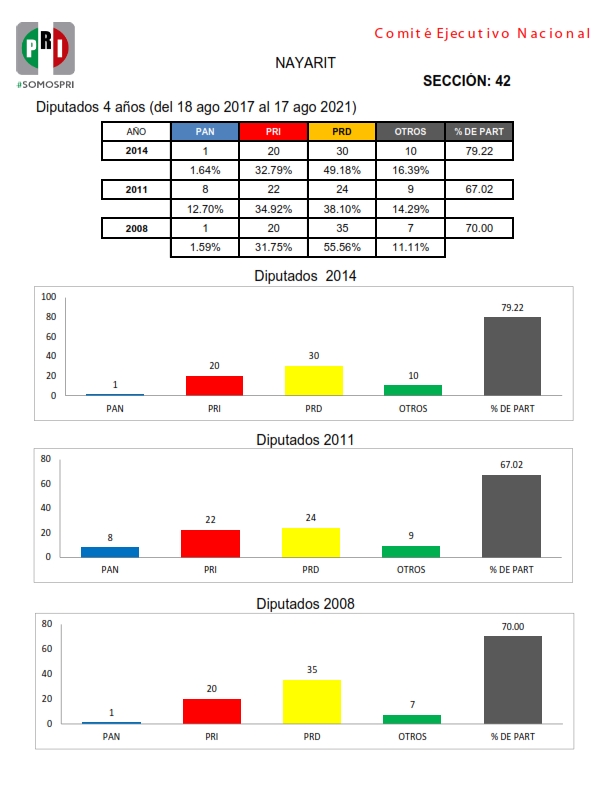 Comité Ejecutivo Nacional
PRI
#SOMOSPRI
NAYARIT
SECCIÓN: 42
Diputados 4 años (del 18 ago 2017 al 17 ago 2021)
AÑO PAN PRI PRD OTROS % DE PART
2014 1 20 30 10 79.22
1.64% 32.79% 49.18% 16.39%
2011 8 22 24 9 67.02
12.70% 34.92% 38.10% 14.29%
2008 1 20 35 7 70.00
1.59% 31.75% 55.56% 11.11%
Diputados 2014
100
80
60
40
20
0
1 20 30 10 79.22
PAN PRI PRD OTROS % DE PART
Diputados 2011
80
60
40
20
0
8 22 24 9 67.02
PAN PRI PRD OTROS % DE PART
Diputados 2008
80
60
40
20
0
1 20 35 7 70.00
PAN PRI PRD OTROS % DE PART